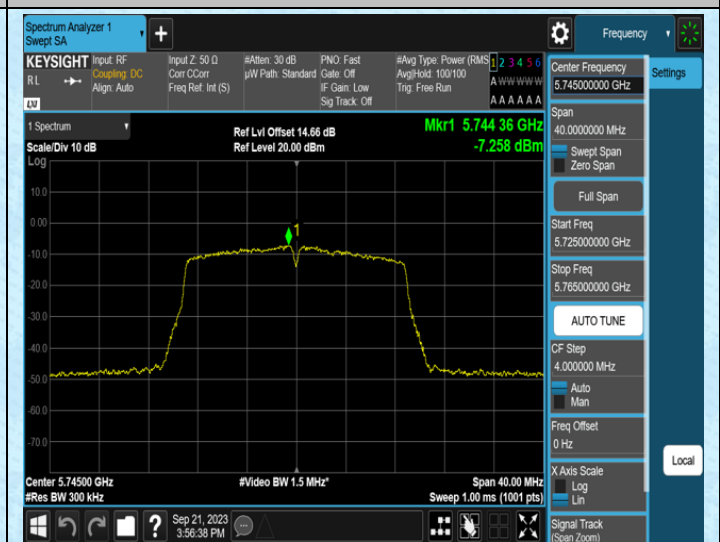 Spectrum Analyzer 1
Swept SA
+
Frequency
KEYSIGHT
RL
LXI
Input: RF
Coupling: DC
Align: Auto
Input Z: 50 Ω
Corr CCorr
Freq Ref: Int (S)
#Atten: 30 dB
µW Path: Standard
PNO: Fast
Gate: Off
IF Gain: Low
Sig Track: Off
#Avg Type: Power (RMS
Avg|Hold: 100/100
Trig: Free Run
1 2 3 4 5 6
A W W W W W
A A A A A A
Settings
1 Spectrum
Scale/Div 10 dB
Log
Ref Lvl Offset 14.66 dB
Ref Level 20.00 dBm
Mkr1 5.744 36 GHz
-7.258 dBm
10.0
0.00
-10.0
-20.0
-30.0
-40.0
-50.0
-60.0
-70.0
1
Center 5.74500 GHz
#Res BW 300 kHz
#Video BW 1.5 MHz*
Span 40.00 MHz
Sweep 1.00 ms (1001 pts)
Center Frequency
5.745000000 GHz
Span
40.0000000 MHz
Swept Span
Zero Span
Full Span
Start Freq
5.725000000 GHz
Stop Freq
5.765000000 GHz
AUTO TUNE
CF Step
4.000000 MHz
Auto
Man
Freq Offset
0 Hz
X Axis Scale
Log
Lin
Signal Track
(Span Zoom)
Local
?
Sep 21, 2023
3:56:38 PM